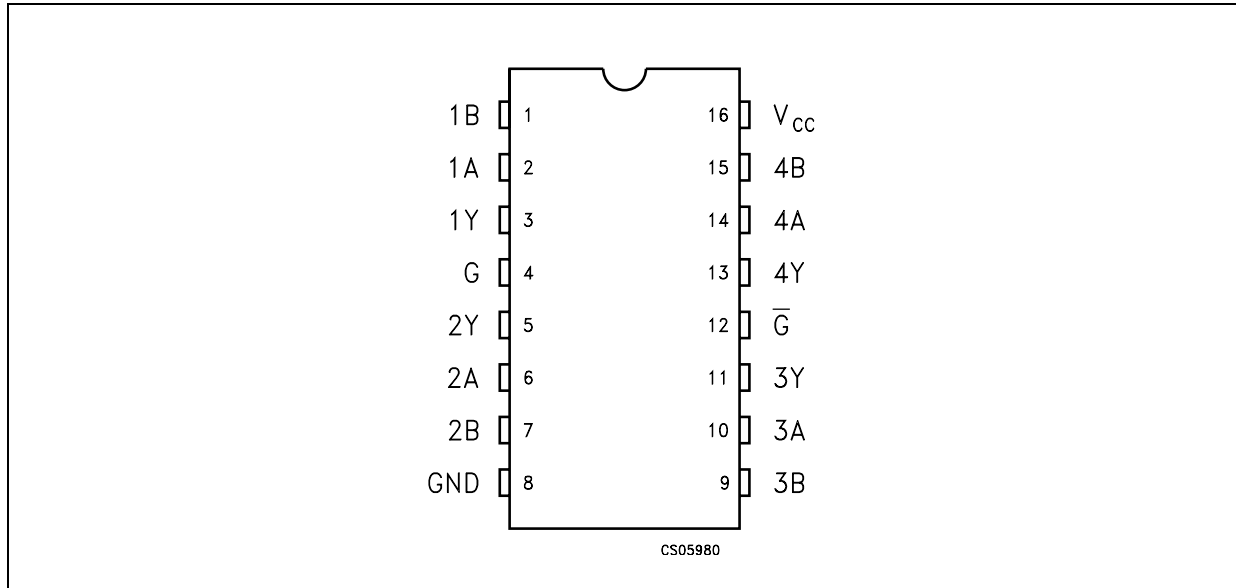 1B 1 16 VCC
1A 2 15 4B
1Y 3 14 4A
G 4 13 4Y
2Y 5 12 G̅
2A 6 11 3Y
2B 7 10 3A
GND 8 9 3B
CS05980